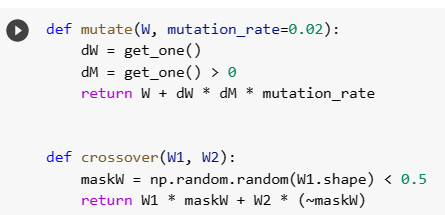 def mutate(W, mutation_rate=0.02):
    dW = get_one()
    dM = get_one() > 0
    return W + dW * dM * mutation_rate
def crossover(W1, W2):
    maskW = np.random.random(W1.shape) < 0.5
    return W1 * maskW + W2 * (~maskW)